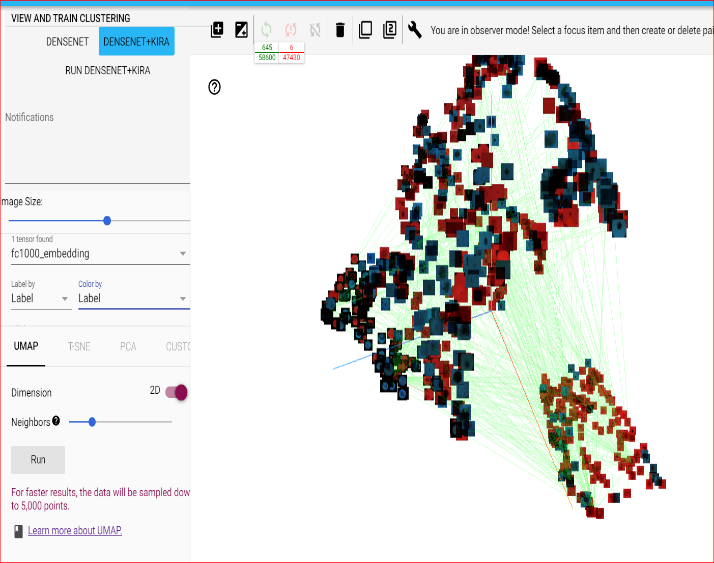 VIEW AND TRAIN CLUSTERING
DENSENET
DENSENET+KIRA
RUN DENSENET+KIRA
645
6
58600
47430
2
You are in observer mode! Select a focus item and then create or delete pai
?
Notifications
mage Size:
1 tensor found
fc1000_embedding
Label by
Color by
Label
Label
UMAP
T-SNE
PCA
CUSTO
Dimension
2D
Neighbors ?
Run
For faster results, the data will be sampled dow
to 5,000 points.
Learn more about UMAP.